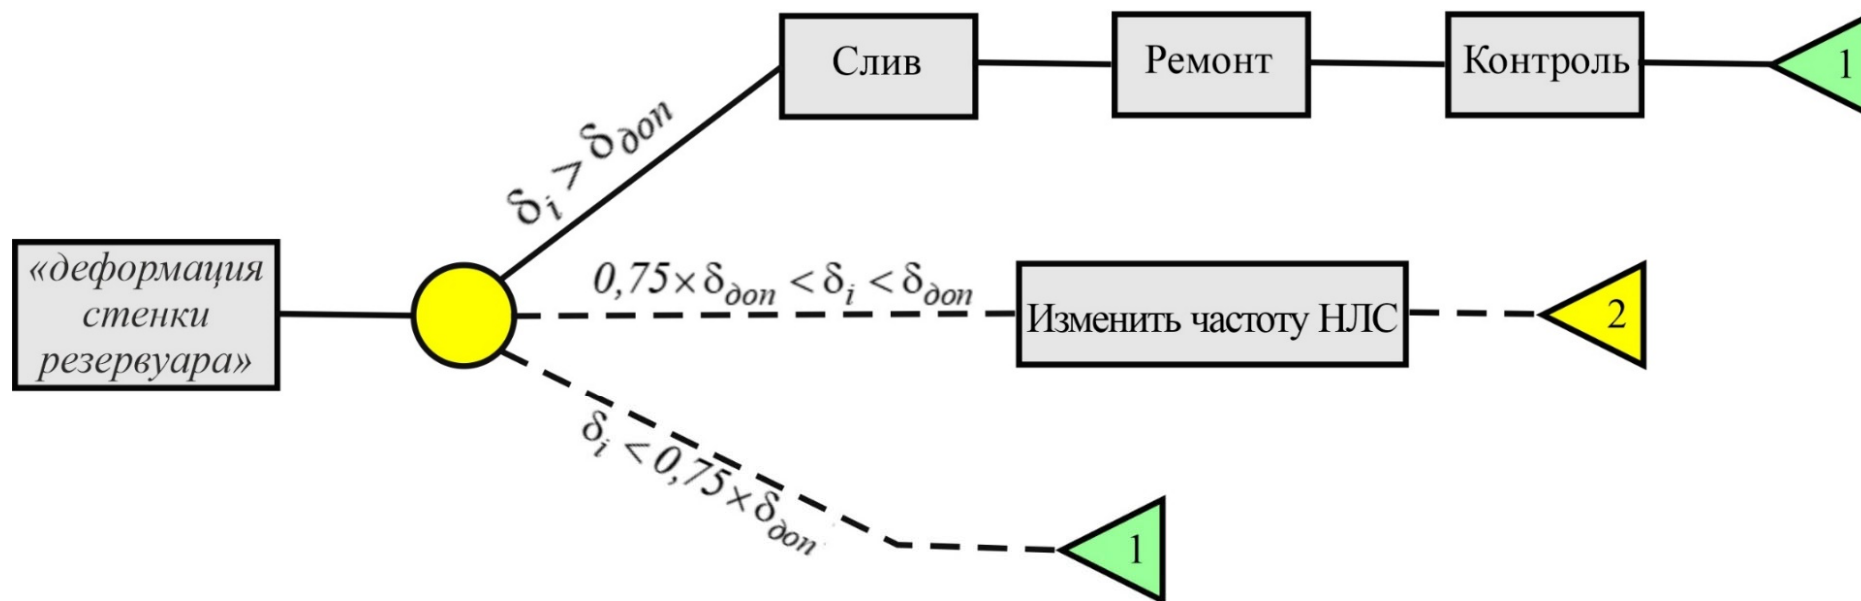 Слив
Ремонт
Контроль
1
δi > δдоп
«деформация
стенки
резервуара»
0,75×δдоп < δi < δдоп
Изменить частоту НЛС
2
δi < 0,75×δдоп
1